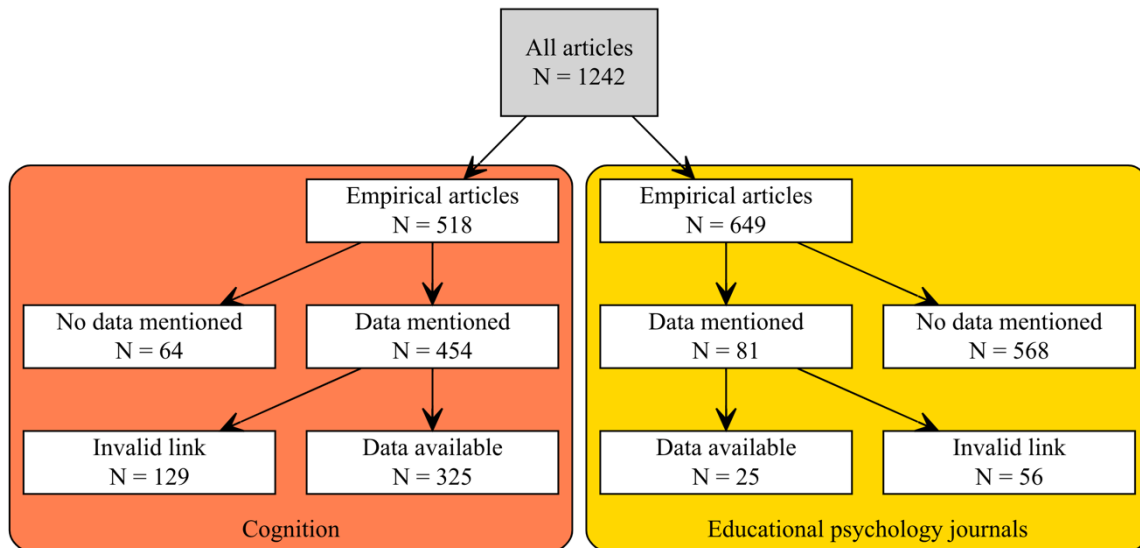 All articles
N = 1242
Empirical articles
N = 518
Empirical articles
N = 649
No data mentioned
N = 64
Data mentioned
N = 454
Data mentioned
N = 81
No data mentioned
N = 568
Invalid link
N = 129
Data available
N = 325
Data available
N = 25
Invalid link
N = 56
Cognition
Educational psychology journals